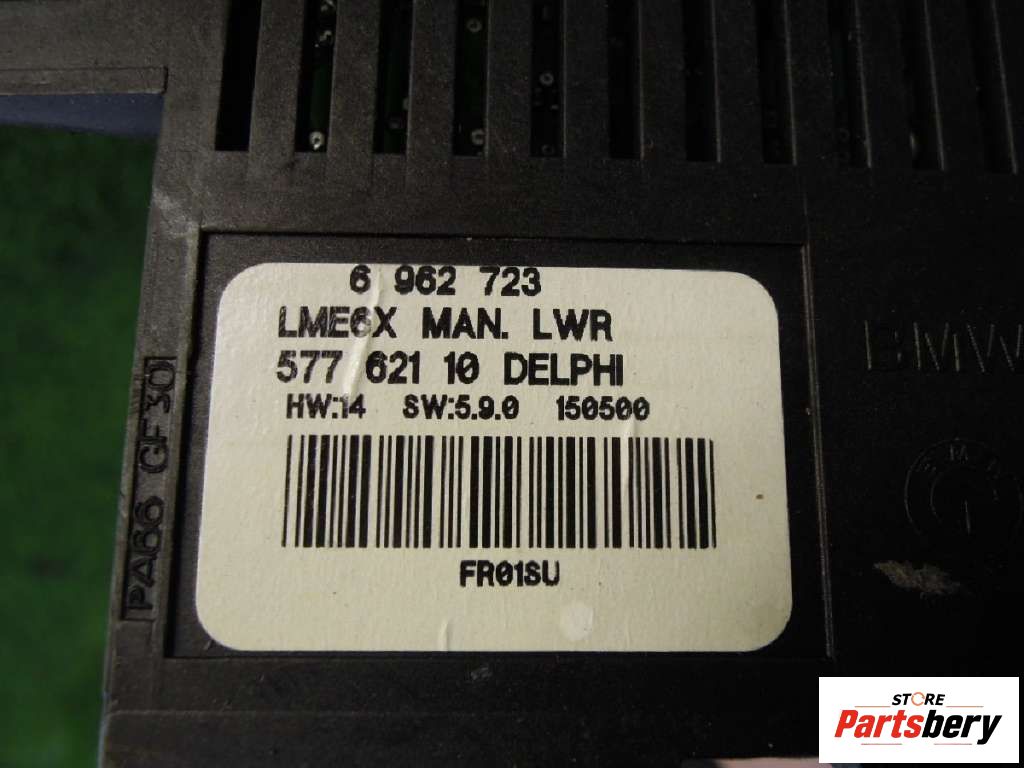 6 962 723
LME6X MAN. LWR
577 621 10 DELPHI
HW:14 SW:5.9.0 150500
FR01SU
PA66 GF30
BMW
STORE
Partsbery